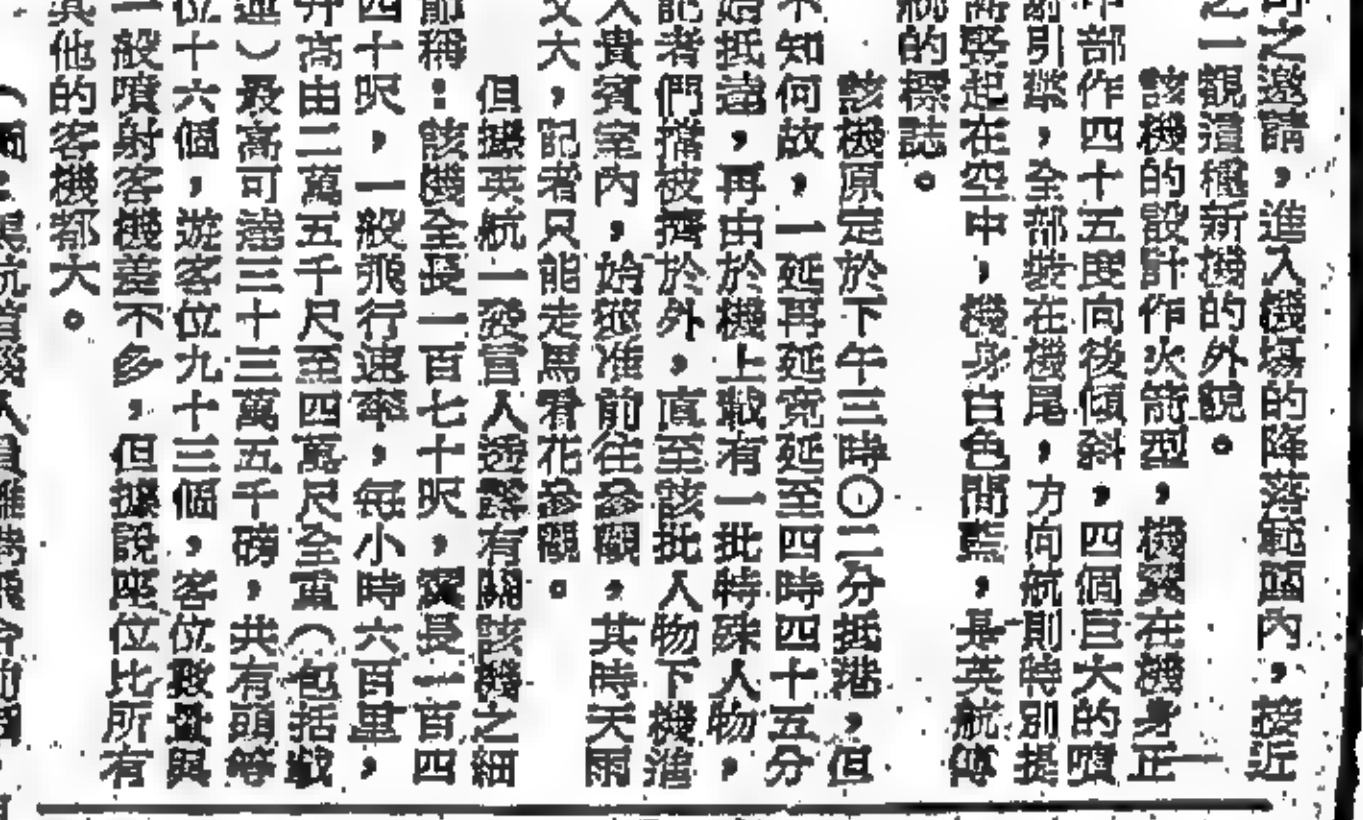 司之邀請，進入機場的降落範圍內，接近
之一觀這種新機的外貌。
該機的設計作火箭型，機翼在機身正
中部作四十五度向後傾斜，四個巨大的噴
射引擎，全部裝在機尾，方向航則特別提
高豎起在空中，機身白色間藍，是英航傳
統的標誌。
該機原定於下午三時〇二分抵港，但
不知何故，一延再延竟延至四時四十五分
始抵達，再由於機上載有一批特殊人物，
記者們擋被擠於外，直至該批人物下機進
入貴賓室內，始獲准前往參觀，其時天雨
又大，記者只能走馬看花參觀。
但據英航一發言人透露有關該機之細
節稱：該機全長一百七十呎，翼長一百四
四十呎，一般飛行速率，每小時六百里，
升高由二萬五千尺至四萬尺全重（包括載
運）最高可達三十三萬五千磅，共有頭等
位十六個，遊客位九十三個，客位數量與
一般噴射客機差不多，但據說座位比所有
其他的客機都大。